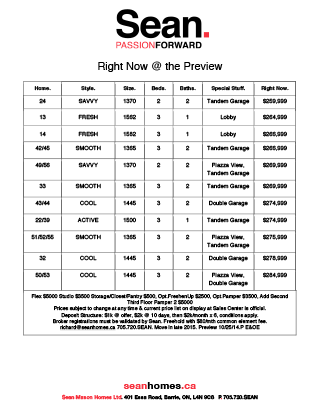 Sean.
PASSIONFORWARD
Right Now @ the Preview
Home. Style. Size. Beds. Baths. Special Stuff. Right Now.
24 SAVVY 1370 2 2 Tandem Garage $259,999
13 FRESH 1562 3 1 Lobby $264,999
14 FRESH 1582 3 1 Lobby $265,999
42/45 SMOOTH 1365 3 2 Tandem Garage $265,999
49/56 SAVVY 1370 2 2 Piazza View, Tandem Garage $269,999
33 SMOOTH 1365 3 2 Tandem Garage $269,999
43/44 COOL 1445 3 2 Double Garage $274,999
22/39 ACTIVE 1500 3 1 Tandem Garage $274,999
51/52/55 SMOOTH 1365 3 2 Piazza View, Tandem Garage $275,999
32 COOL 1445 3 2 Double Garage $278,999
50/53 COOL 1445 3 2 Piazza View, Double Garage $284,999
Flex $5000 Studio $3500 Storage/Closet/Pantry $500, Opt.FreshenUp $2500, Opt.Pamper $3500, Add Second
Third Floor Pamper 2 $5000
Prices subject to change at any time & current price list on display at Sales Center is official.
Deposit Structure: $1k @ offer, $2k @ 10 days, then $2k/month x 6, conditions apply.
Broker registrations must be validated by Sean. Freehold with $80/mth common element fee.
richard@seanhomes.ca 705.720.SEAN. Move in late 2015. Preview 10/25/14.P E&OE
seanhomes.ca
Sean Mason Homes Ltd. 401 Essa Road, Barrie, ON, L4N 9C8 P. 705.720.SEAN